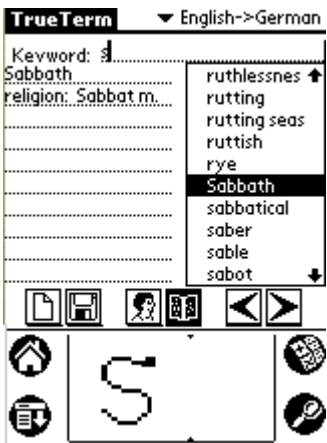 TrueTerm English->German
Keyword: s
Sabbath
religion: Sabbat m.
ruthlessnes
rutting
rutting seas
ruttish
rye
Sabbath
sabbatical
saber
sable
sabot
S